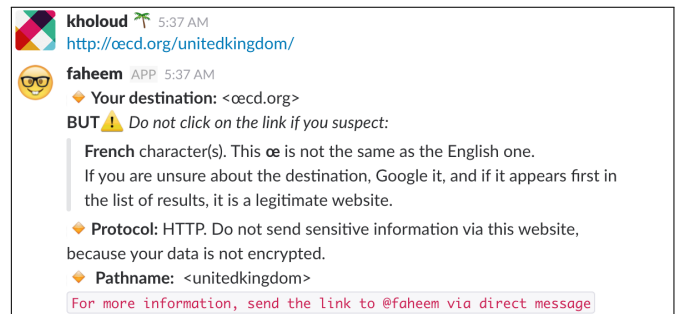 kholoud 🌴 5:37 AM
http://œcd.org/unitedkingdom/
faheem APP 5:37 AM
🔸 Your destination: <œcd.org>
BUT⚠️ Do not click on the link if you suspect:
French character(s). This œ is not the same as the English one.
If you are unsure about the destination, Google it, and if it appears first in
the list of results, it is a legitimate website.
🔸 Protocol: HTTP. Do not send sensitive information via this website,
because your data is not encrypted.
🔸 Pathname: <unitedkingdom>
For more information, send the link to @faheem via direct message